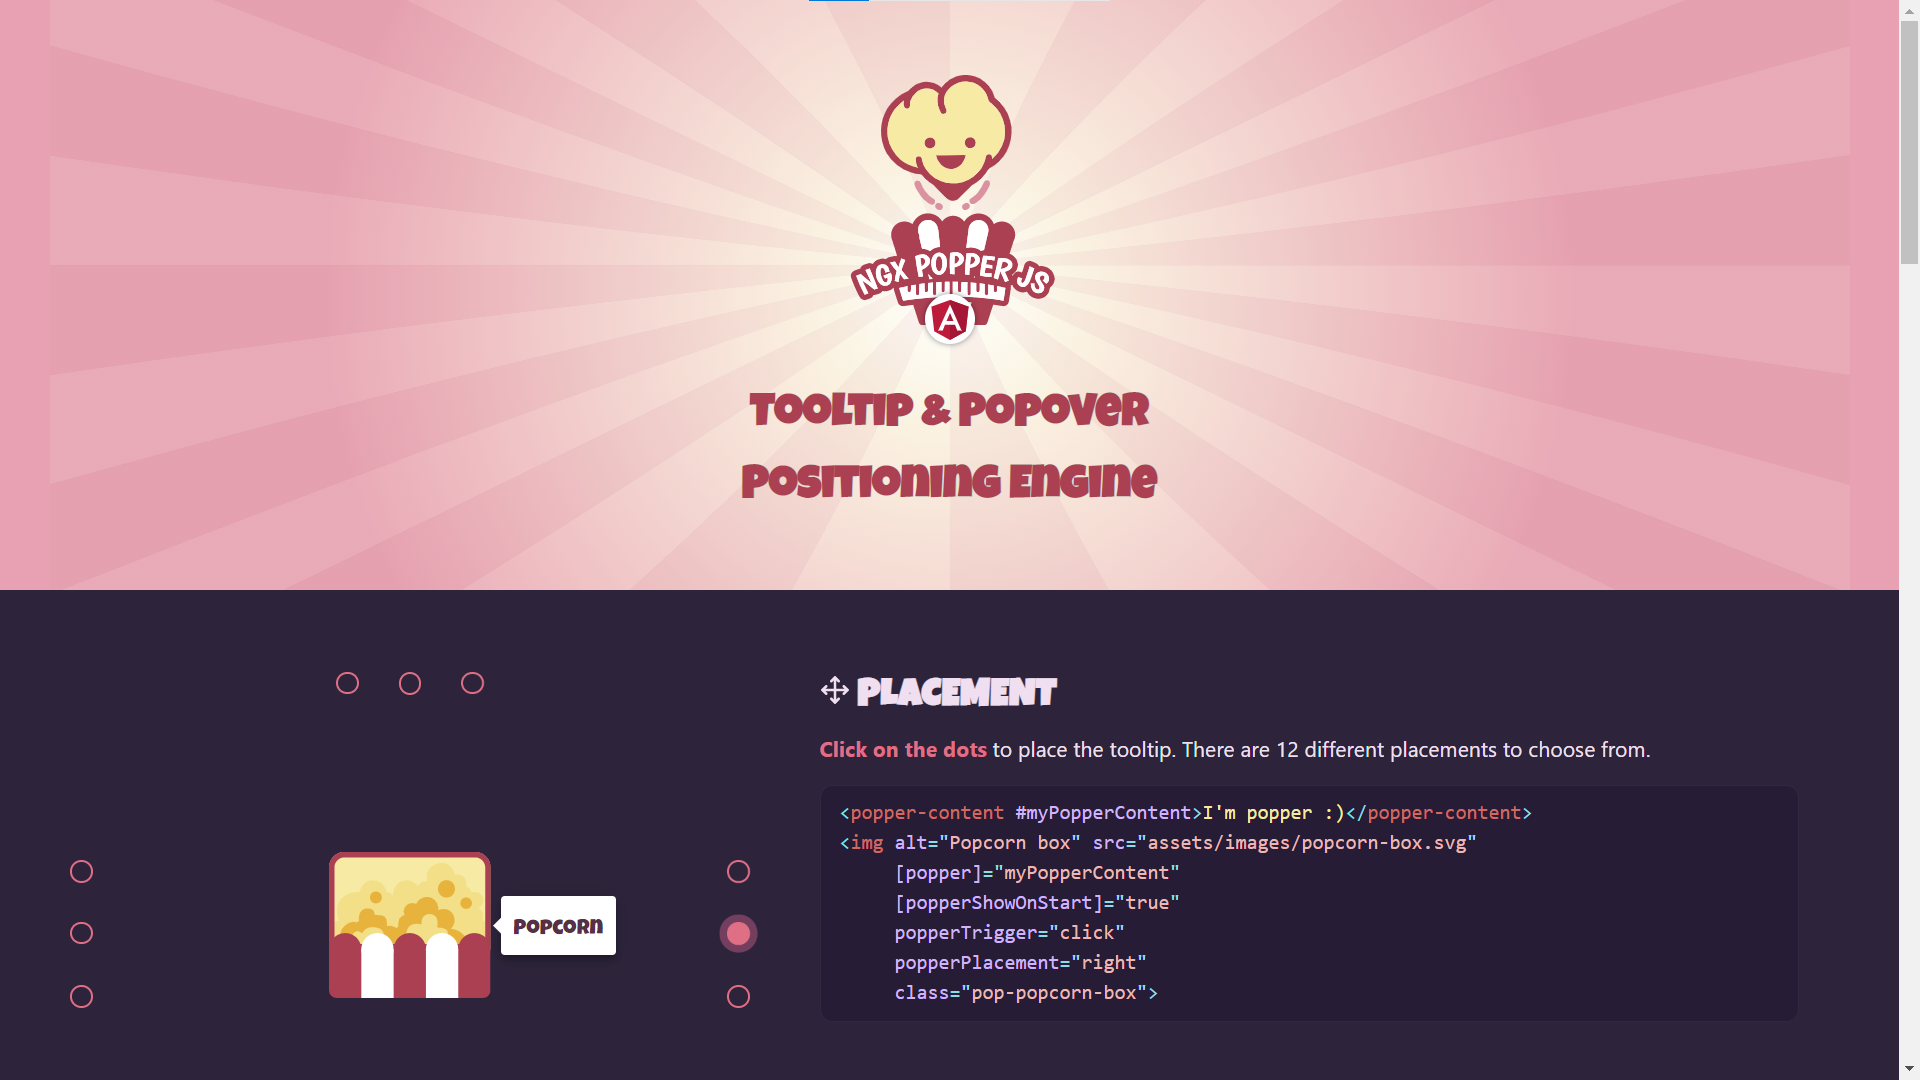 NGX POPPER JS
A
Tooltip & Popover
Positioning Engine
POPCORN
PLACEMENT
Click on the dots to place the tooltip. There are 12 different placements to choose from.
<popper-content #myPopperContent>I'm popper :)</popper-content>
<img alt="Popcorn box" src="assets/images/popcorn-box.svg"
[popper]="myPopperContent"
[popperShowOnStart]="true"
popperTrigger="click"
popperPlacement="right"
class="pop-popcorn-box">